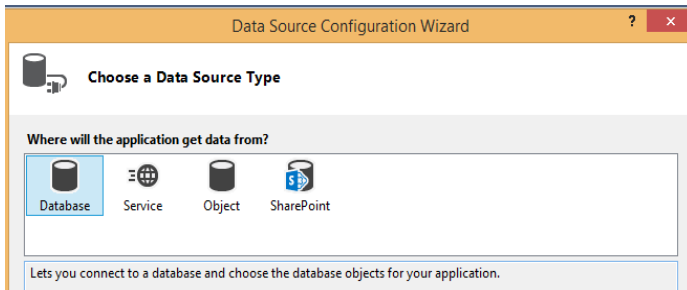 Data Source Configuration Wizard
?
×
Choose a Data Source Type
Where will the application get data from?
Database Service Object SharePoint
Lets you connect to a database and choose the database objects for your application.